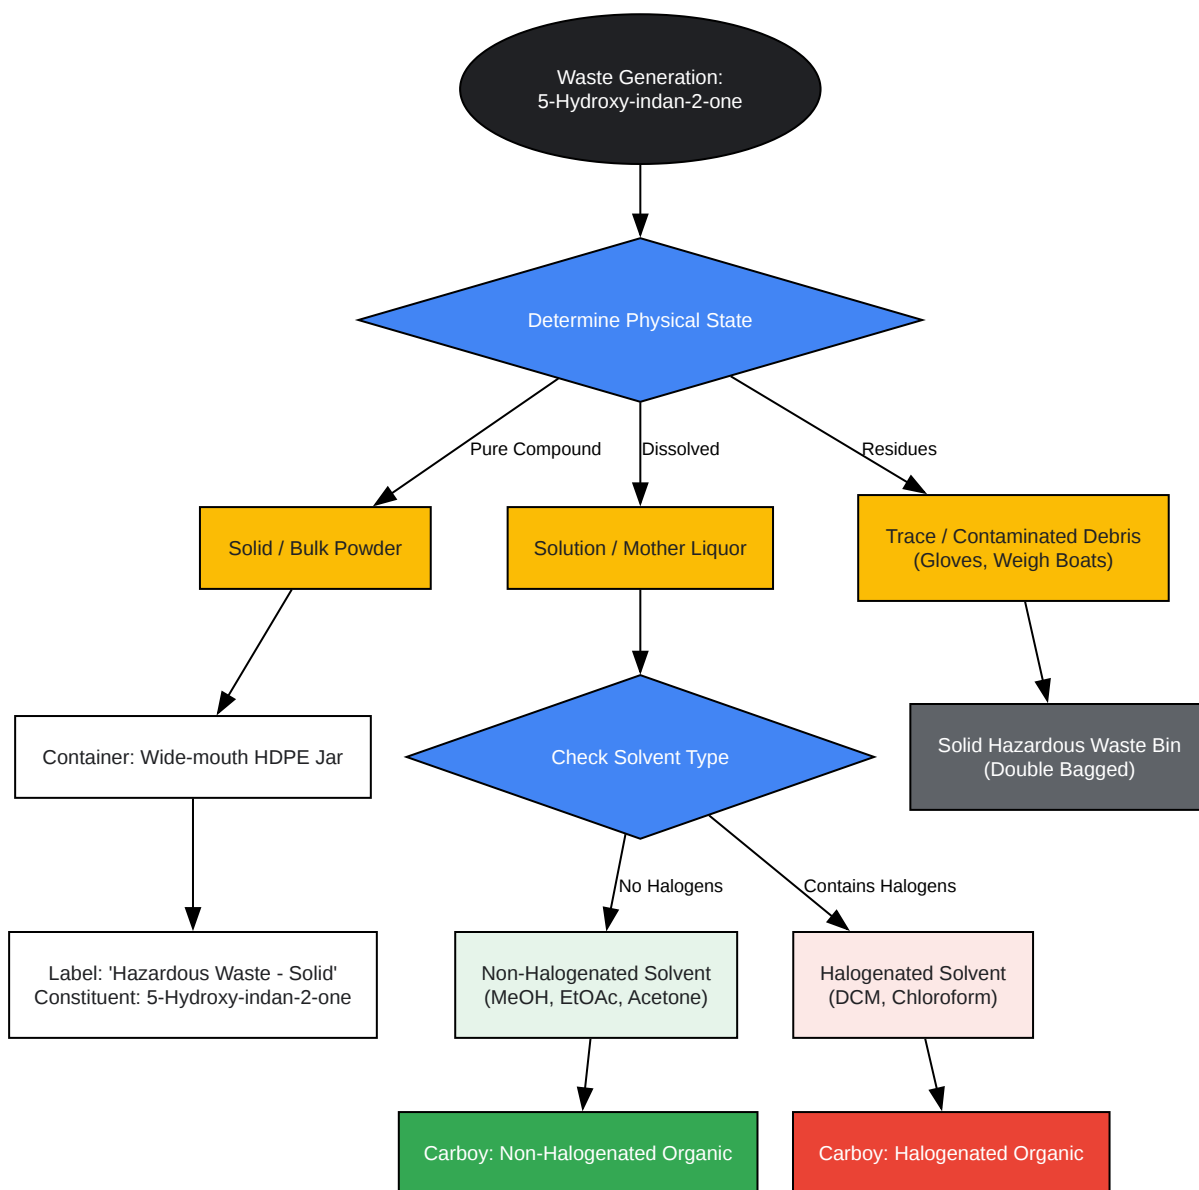 Waste Generation:
5-Hydroxy-indan-2-one
Determine Physical State
Pure Compound
Dissolved
Residues
Solid / Bulk Powder
Solution / Mother Liquor
Trace / Contaminated Debris
(Gloves, Weigh Boats)
Container: Wide-mouth HDPE Jar
Check Solvent Type
Solid Hazardous Waste Bin
(Double Bagged)
No Halogens
Contains Halogens
Label: 'Hazardous Waste - Solid'
Constituent: 5-Hydroxy-indan-2-one
Non-Halogenated Solvent
(MeOH, EtOAc, Acetone)
Halogenated Solvent
(DCM, Chloroform)
Carboy: Non-Halogenated Organic
Carboy: Halogenated Organic